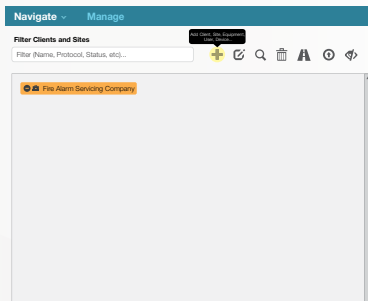 Navigate Manage
Filter Clients and Sites
Add Client, Site, Equipment,
User, Device...
Filter (Name, Protocol, Status, etc)...
Fire Alarm Servicing Company